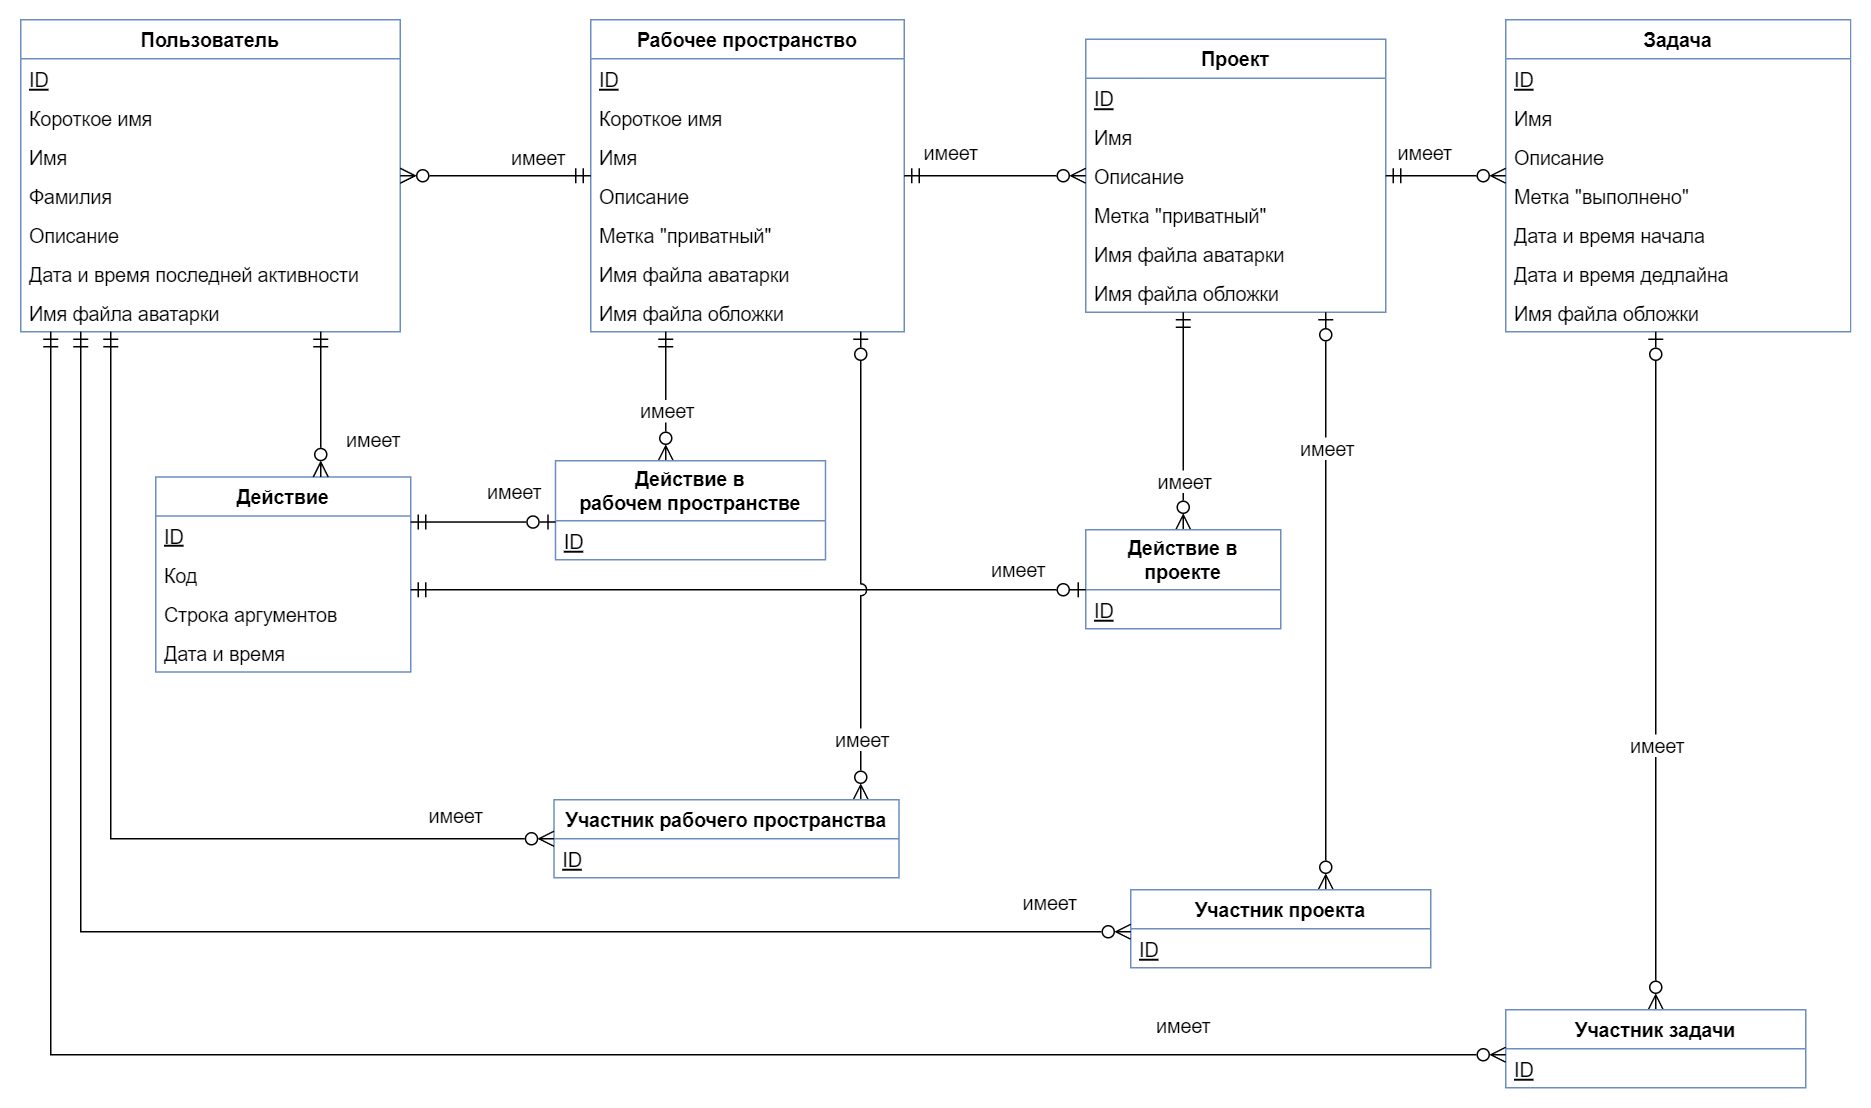 Пользователь
ID
Короткое имя
Имя
Фамилия
Описание
Дата и время последней активности
Имя файла аватарки
имеет
Рабочее пространство
ID
Короткое имя
Имя
Описание
Метка "приватный"
Имя файла аватарки
Имя файла обложки
имеет
Проект
ID
Имя
Описание
Метка "приватный"
Имя файла аватарки
Имя файла обложки
имеет
Задача
ID
Имя
Описание
Метка "выполнено"
Дата и время начала
Дата и время дедлайна
Имя файла обложки
имеет
имеет
имеет
имеет
Действие
ID
Код
Строка аргументов
Дата и время
имеет
Действие в
рабочем пространстве
ID
имеет
Действие в
проекте
ID
имеет
имеет
имеет
Участник рабочего пространства
ID
имеет
Участник проекта
ID
имеет
Участник задачи
ID